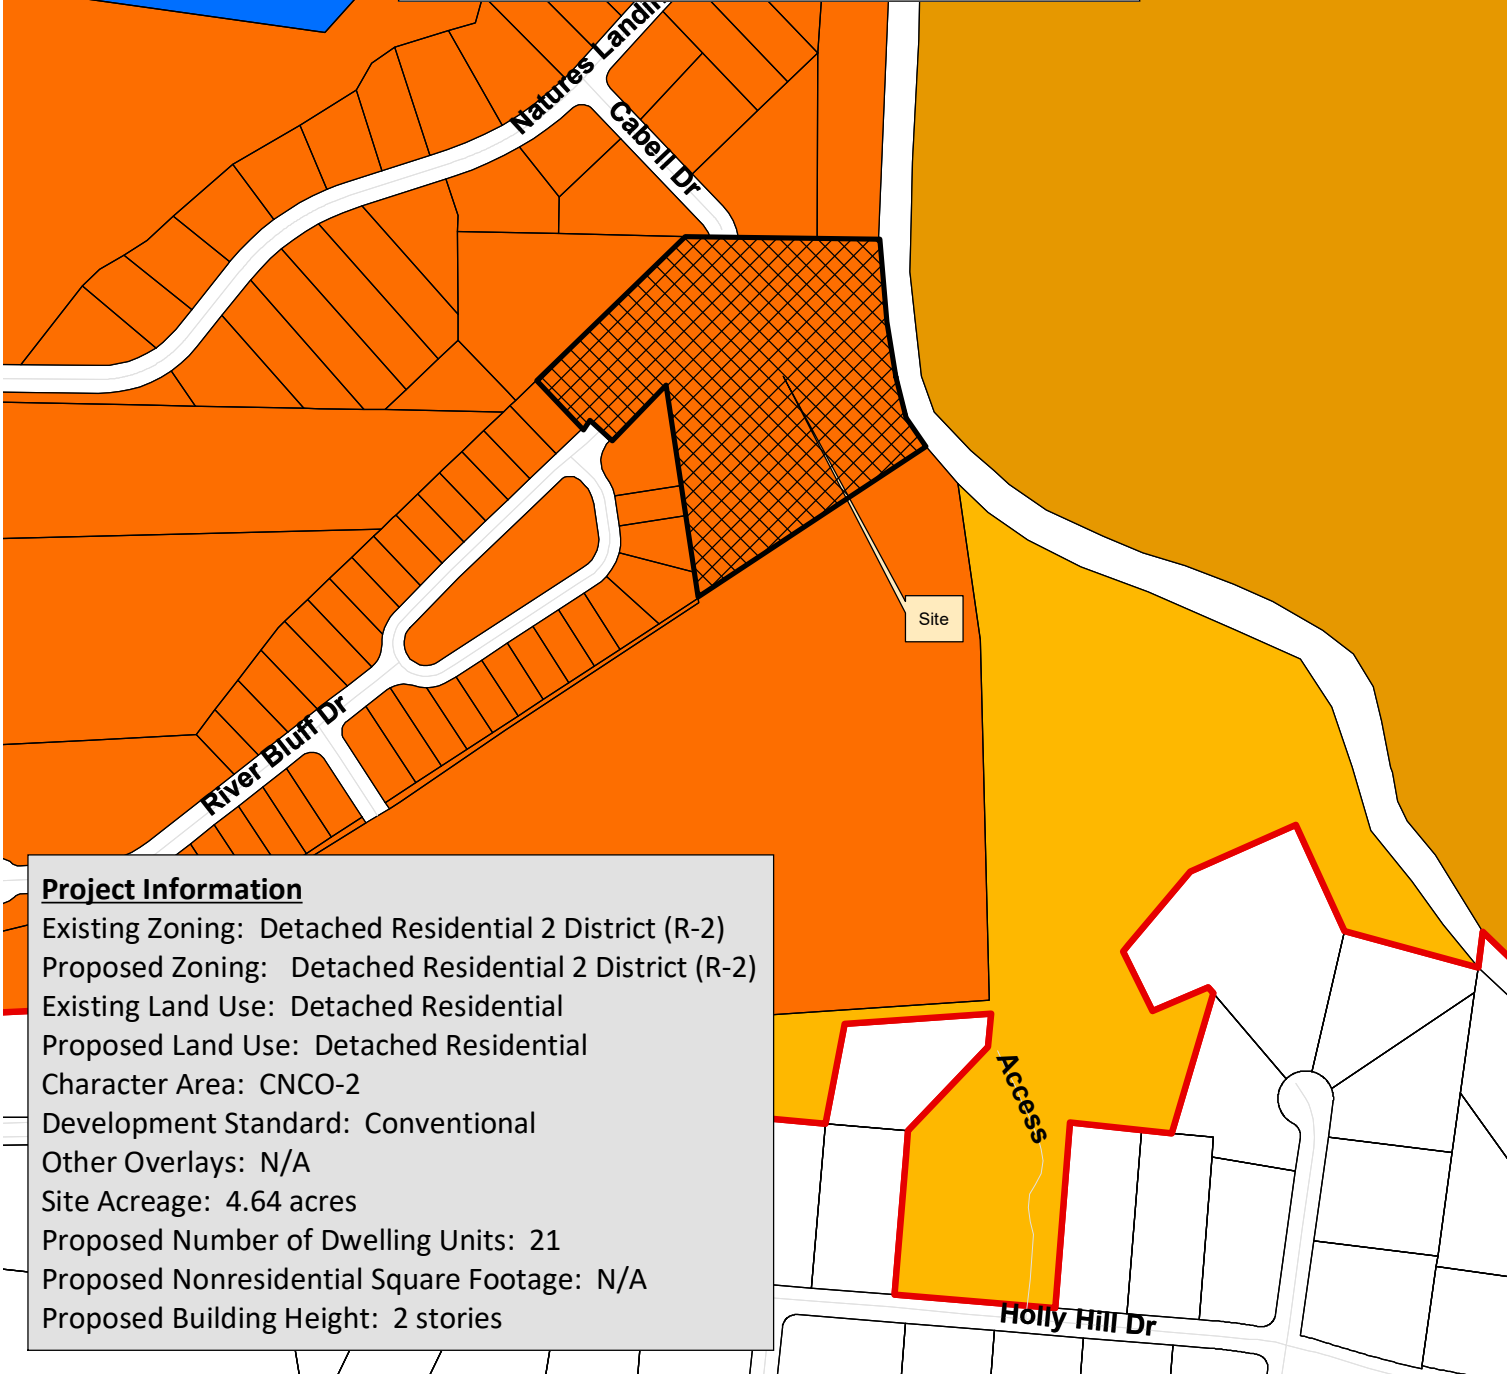 Natures Landin
Cabell Dr
Site
River Bluff Dr
Project Information
Existing Zoning: Detached Residential 2 District (R-2)
Proposed Zoning: Detached Residential 2 District (R-2)
Existing Land Use: Detached Residential
Proposed Land Use: Detached Residential
Character Area: CNCO-2
Development Standard: Conventional
Other Overlays: N/A
Site Acreage: 4.64 acres
Proposed Number of Dwelling Units: 21
Proposed Nonresidential Square Footage: N/A
Proposed Building Height: 2 stories
Access
Holly Hill Dr